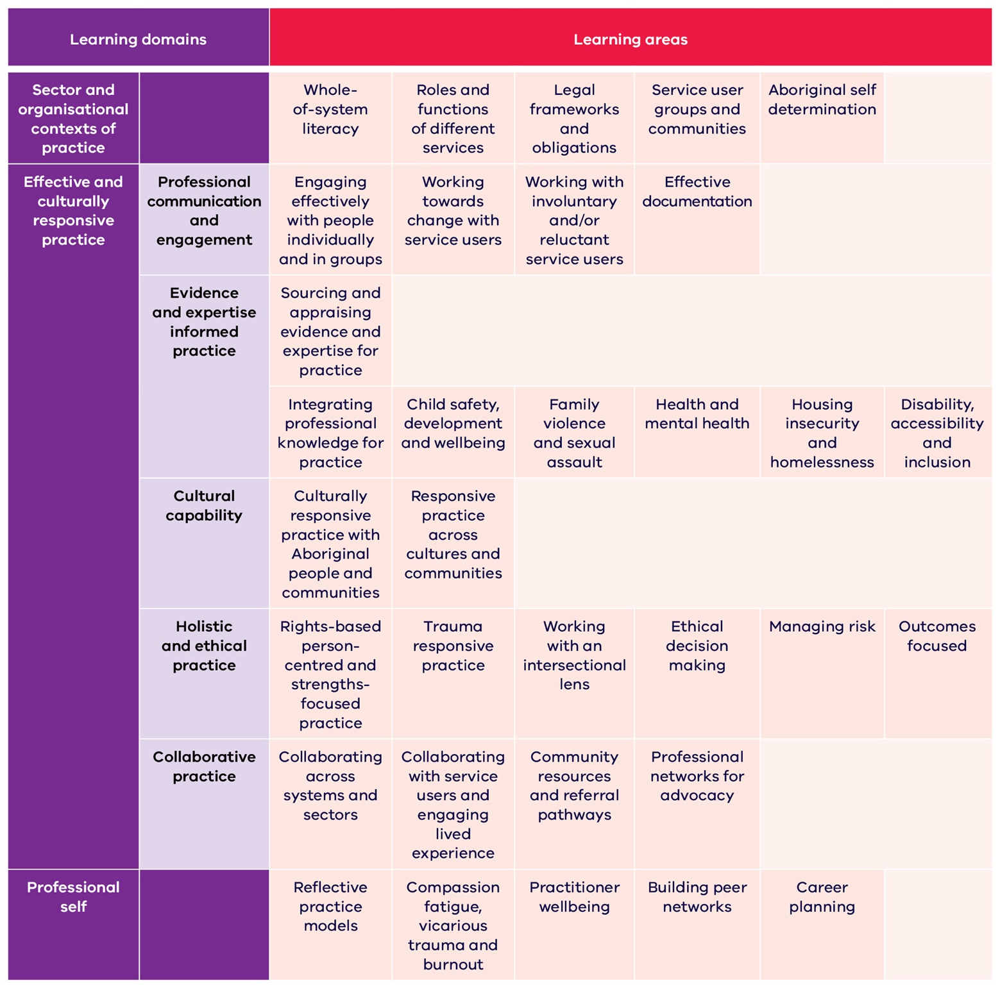 Learning domains
Learning areas
Sector and
organisational
contexts of
practice
Whole-
of-system
literacy
Roles and
functions
of different
services
Legal
frameworks
and
obligations
Service user
groups and
communities
Aboriginal self
determination
Effective and
culturally
responsive
practice
Professional
communication
and
engagement
Engaging
effectively
with people
individually
and in groups
Working
towards
change with
service users
Working with
involuntary
and/or
reluctant
service users
Effective
documentation
Evidence
and expertise
informed
practice
Sourcing and
appraising
evidence and
expertise for
practice
Integrating
professional
knowledge for
practice
Child safety,
development
and wellbeing
Family
violence
and sexual
assault
Health and
mental health
Housing
insecurity
and
homelessness
Disability,
accessibility
and
inclusion
Cultural
capability
Culturally
responsive
practice with
Aboriginal
people and
communities
Responsive
practice
across
cultures and
communities
Holistic
and ethical
practice
Rights-based
person-
centred and
strengths-
focused
practice
Trauma
responsive
practice
Working
with an
intersectional
lens
Ethical
decision
making
Managing risk
Outcomes
focused
Collaborative
practice
Collaborating
across
systems and
sectors
Collaborating
with service
users and
engaging
lived
experience
Community
resources
and referral
pathways
Professional
networks for
advocacy
Professional
self
Reflective
practice
models
Compassion
fatigue,
vicarious
trauma and
burnout
Practitioner
wellbeing
Building peer
networks
Career
planning